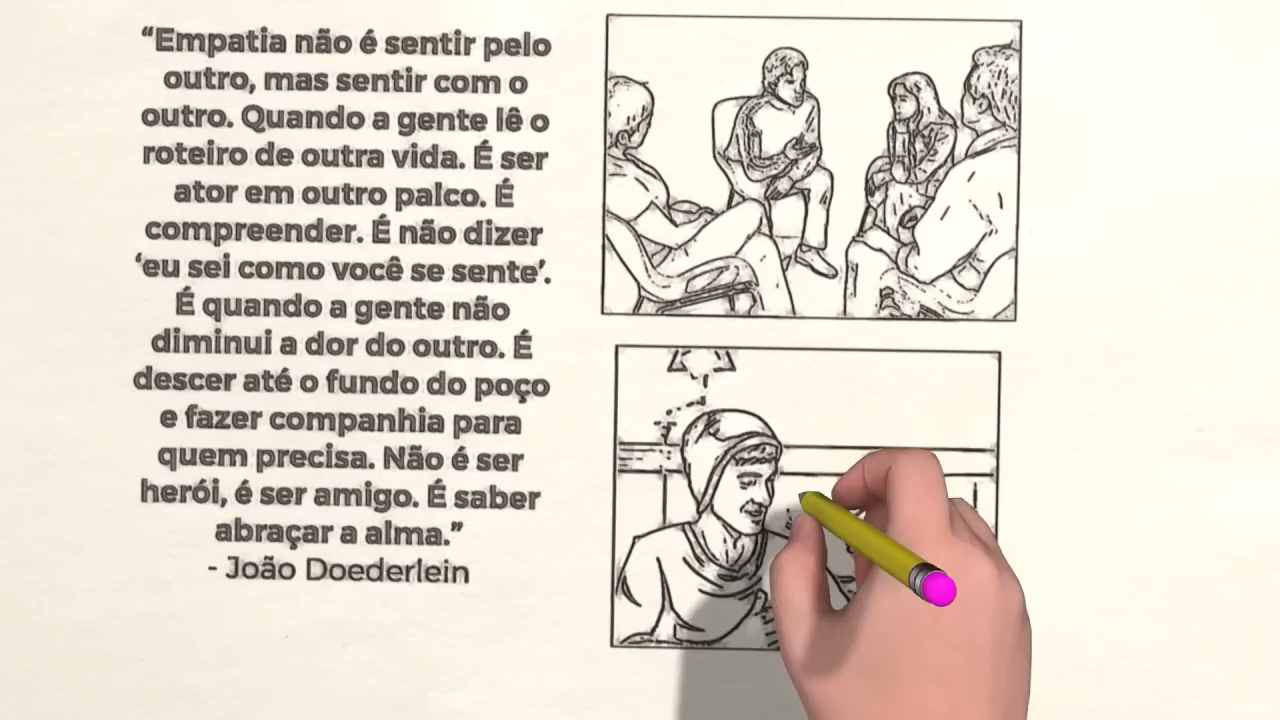 “Empatia não é sentir pelo
outro, mas sentir com o
outro. Quando a gente lê o
roteiro de outra vida. É ser
ator em outro palco. É
compreender. É não dizer
‘eu sei como você se sente’.
É quando a gente não
diminui a dor do outro. É
descer até o fundo do poço
e fazer companhia para
quem precisa. Não é ser
herói, é ser amigo. É saber
abraçar a alma.”
- João Doederlein